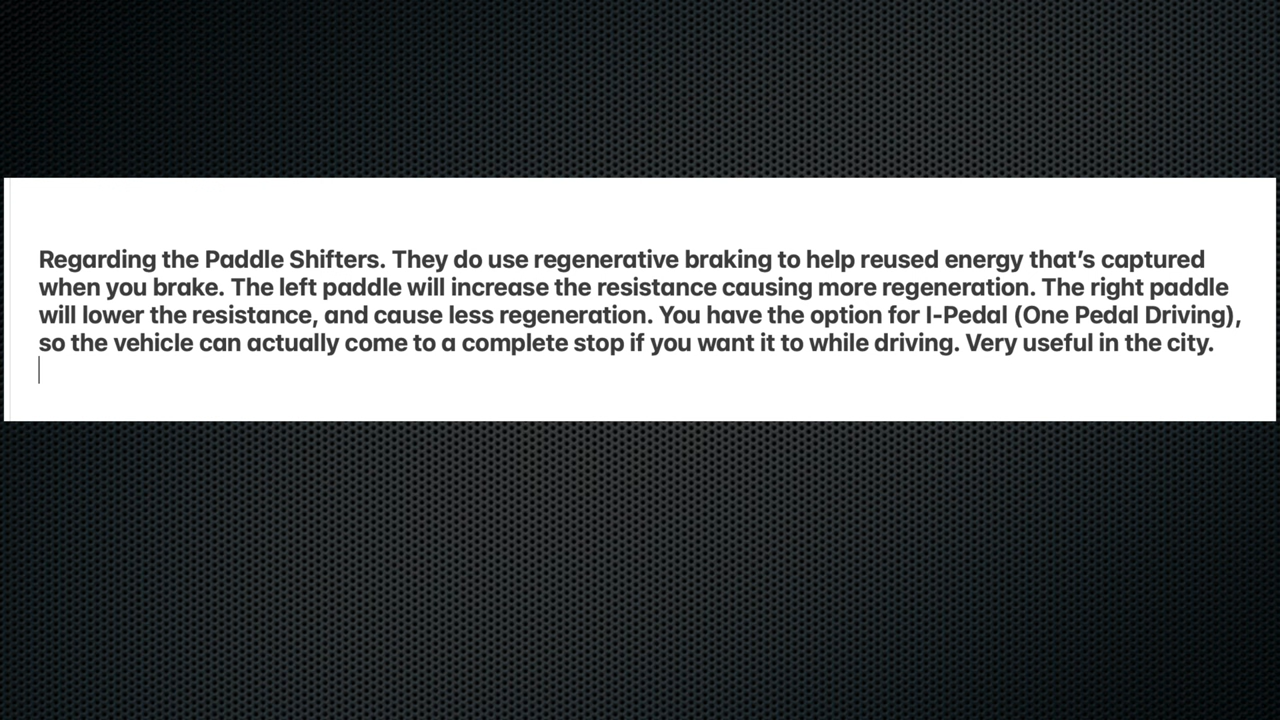 Regarding the Paddle Shifters. They do use regenerative braking to help reused energy that’s captured
when you brake. The left paddle will increase the resistance causing more regeneration. The right paddle
will lower the resistance, and cause less regeneration. You have the option for I-Pedal (One Pedal Driving),
so the vehicle can actually come to a complete stop if you want it to while driving. Very useful in the city.